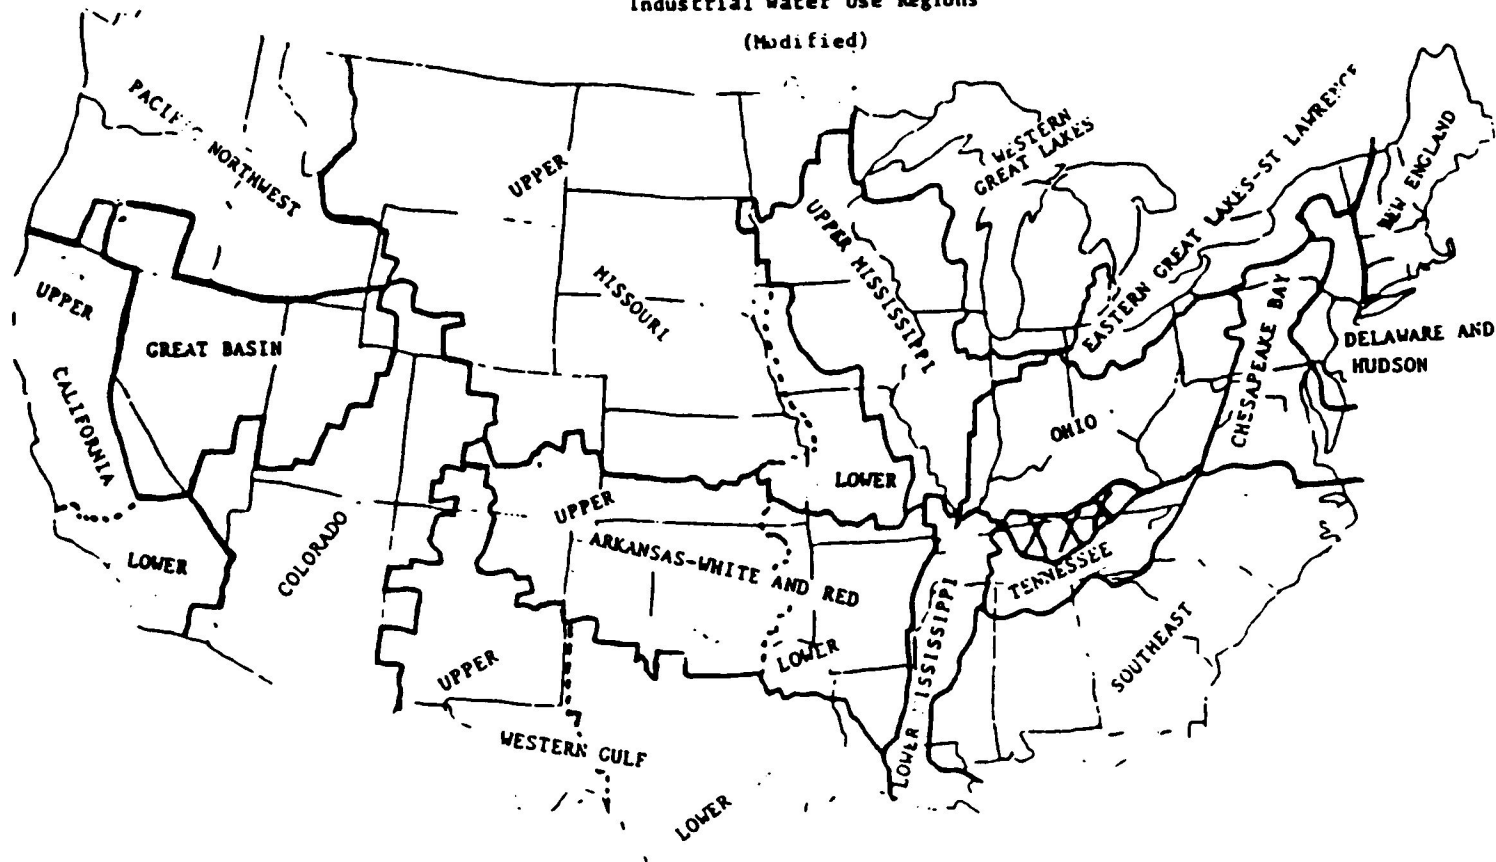 Industrial Water Use Regions
(Modified)
PACIFIC NORTHWEST
UPPER
MISSOURI
LOWER
UPPER MISSISSIPPI
WESTERN
GREAT LAKES
EASTERN GREAT LAKES-ST LAWRENCE
NEW ENGLAND
UPPER
CALIFORNIA
LOWER
GREAT BASIN
COLORADO
DELAWARE AND
HUDSON
CHESAPEAKE BAY
OHIO
TENNESSEE
SOUTHEAST
UPPER
ARKANSAS-WHITE AND RED
LOWER
LOWER ISSISSIPPI
UPPER
WESTERN GULF
LOWER